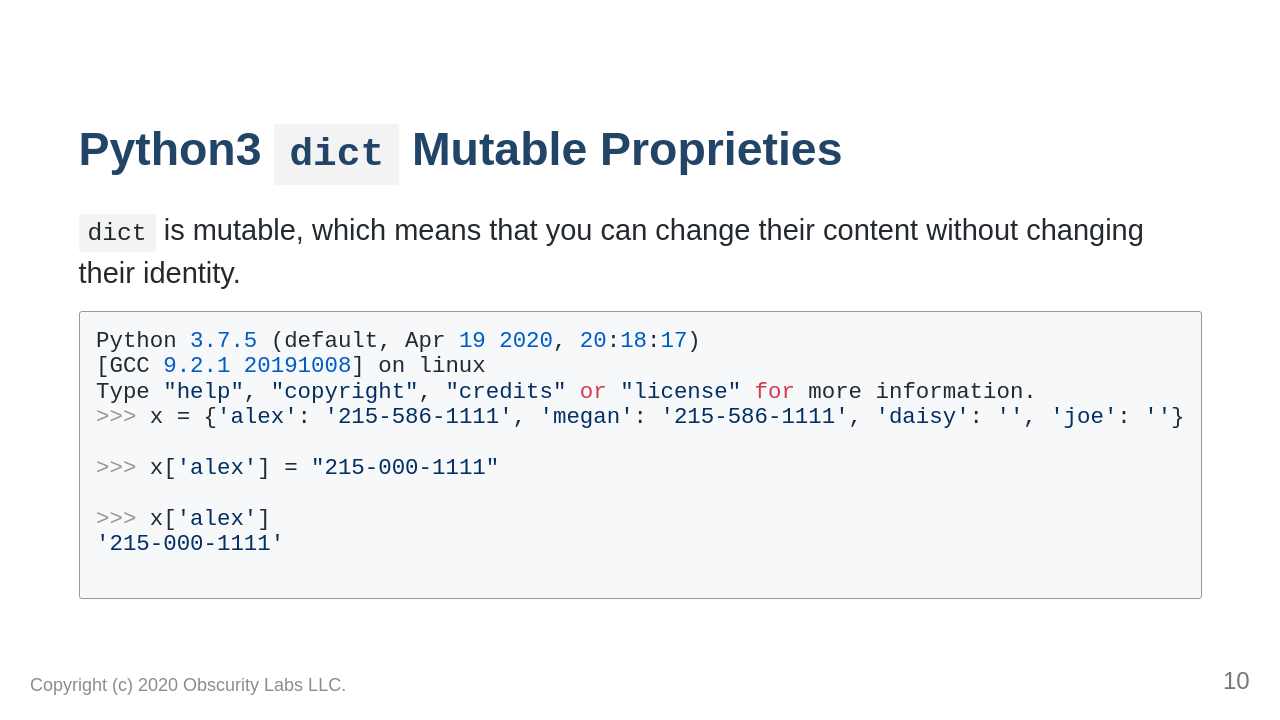 Python3 dict Mutable Proprieties
dict is mutable, which means that you can change their content without changing
their identity.
Python 3.7.5 (default, Apr 19 2020, 20:18:17)
[GCC 9.2.1 20191008] on linux
Type "help", "copyright", "credits" or "license" for more information.
>>> x = {'alex': '215-586-1111', 'megan': '215-586-1111', 'daisy': '', 'joe': ''}
>>> x['alex'] = "215-000-1111"
>>> x['alex']
'215-000-1111'
Copyright (c) 2020 Obscurity Labs LLC.
10